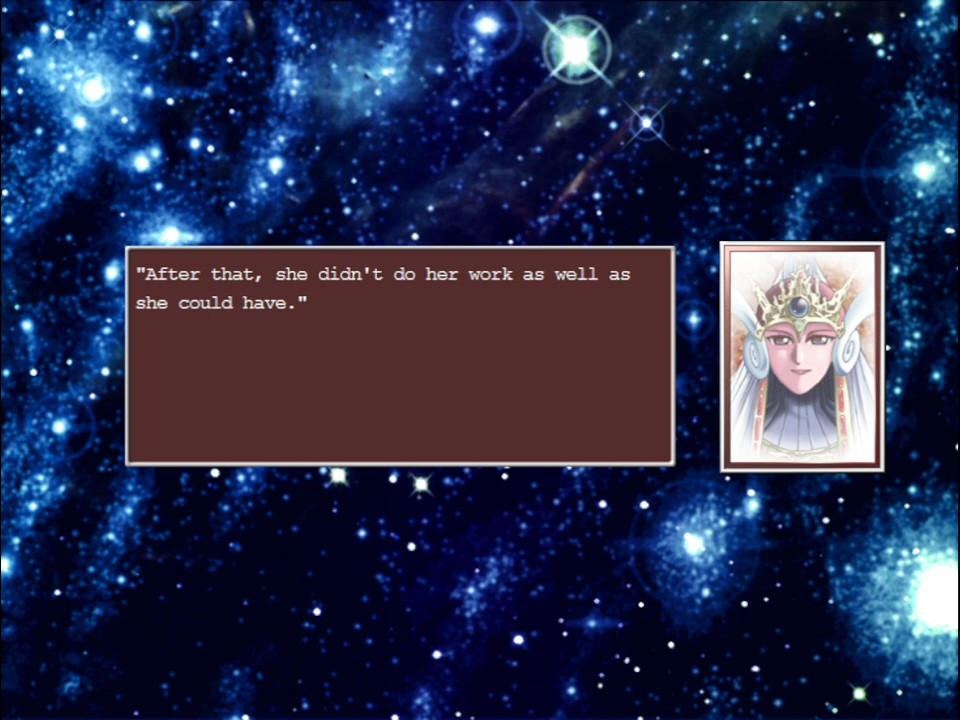 "After that, she didn't do her work as well as
she could have."